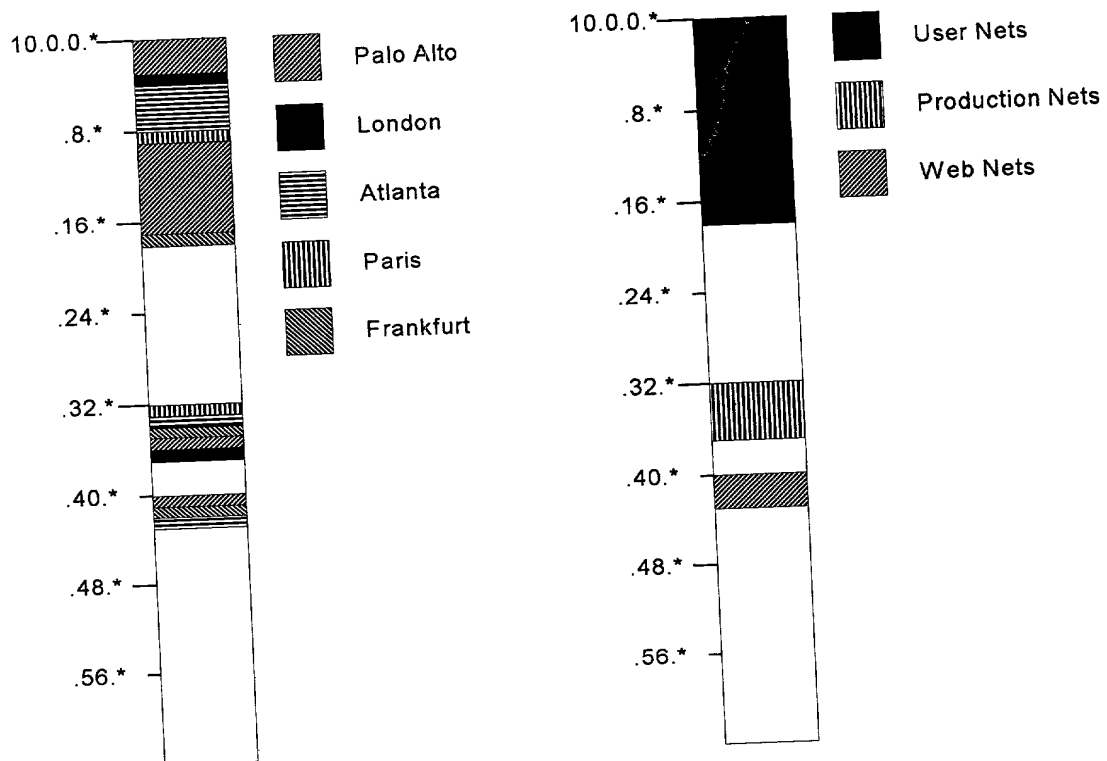 10.0.0.*
.8.*
.16.*
.24.*
.32.*
.40.*
.48.*
.56.*
Palo Alto
London
Atlanta
Paris
Frankfurt
10.0.0.*
.8.*
.16.*
.24.*
.32.*
.40.*
.48.*
.56.*
User Nets
Production Nets
Web Nets